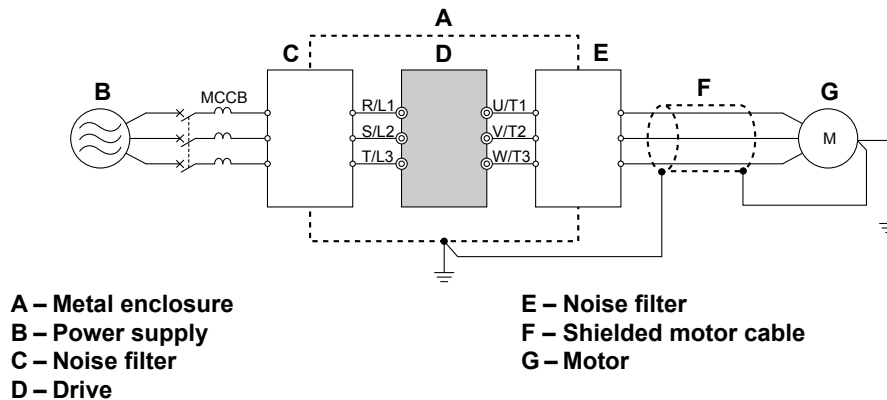 A
C
D
E
B
MCCB
F
G
R/L1
U/T1
S/L2
V/T2
M
T/L3
W/T3
A – Metal enclosure
B – Power supply
C – Noise filter
D – Drive
E – Noise filter
F – Shielded motor cable
G – Motor